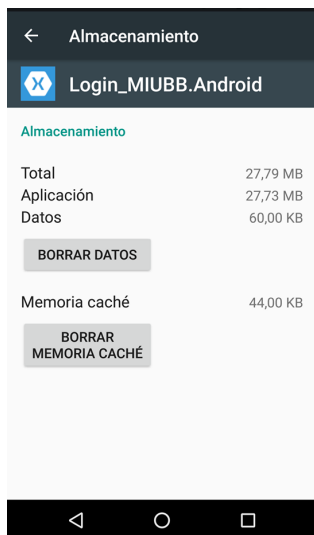 Almacenamiento
Login_MIUBB.Android
Almacenamiento
Total 27,79 MB
Aplicación 27,73 MB
Datos 60,00 KB
BORRAR DATOS
Memoria caché 44,00 KB
BORRAR
MEMORIA CACHÉ